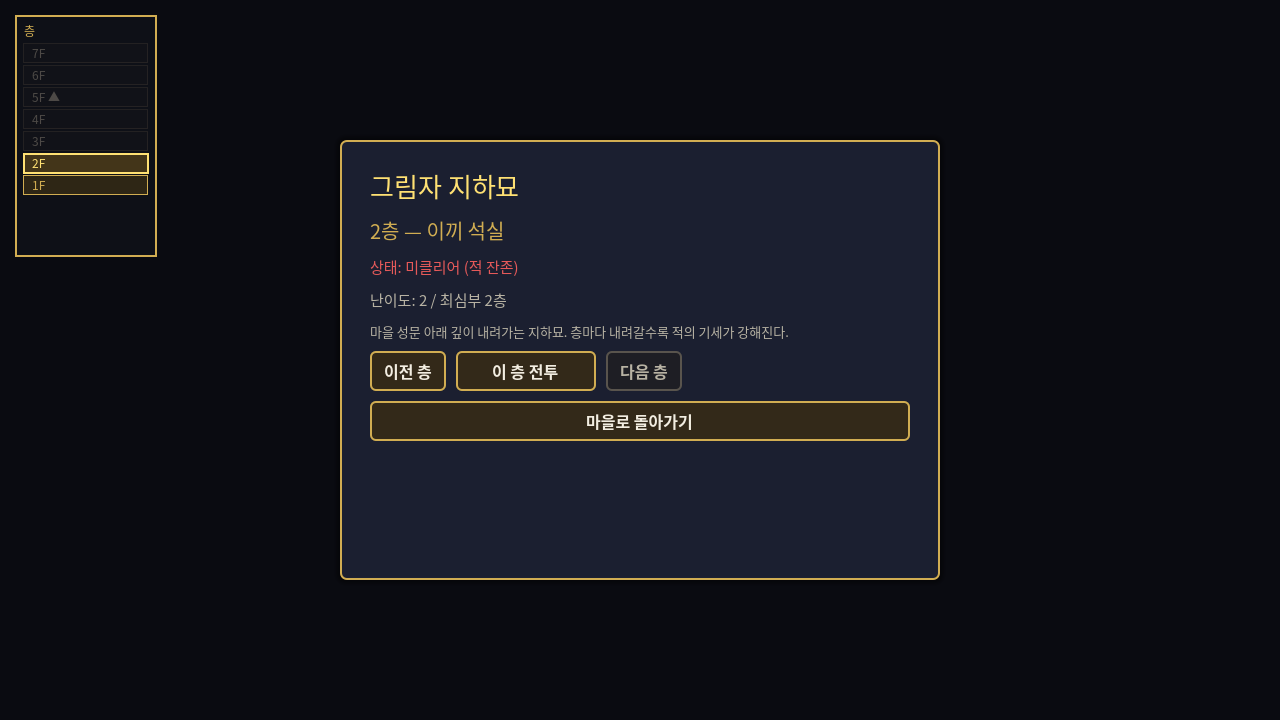 층
7F
6F
5F ▲
4F
3F
2F
1F
그림자 지하묘
2층 — 이끼 석실
상태: 미클리어 (적 잔존)
난이도: 2 / 최심부 2층
마을 성문 아래 깊이 내려가는 지하묘. 층마다 내려갈수록 적의 기세가 강해진다.
이전 층
이 층 전투
다음 층
마을로 돌아가기